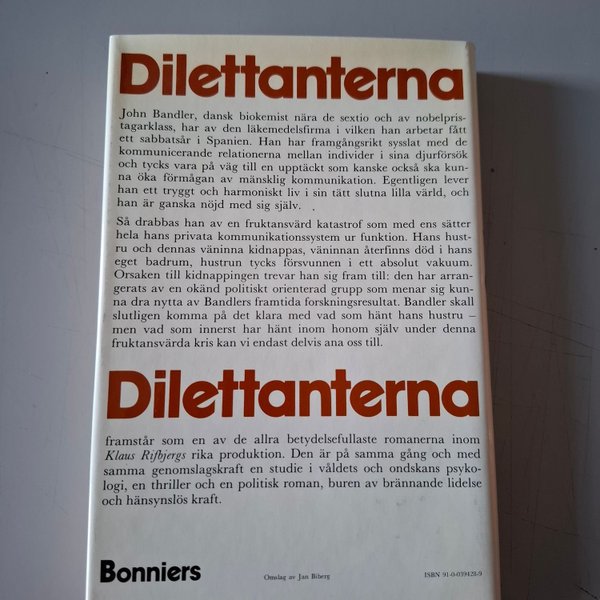 Dilettanterna
John Bandler, dansk biokemist nära de sextio och av nobelpris-
tagarklass, har av den läkemedelsfirma i vilken han arbetar fått
ett sabbatsår i Spanien. Han har framgångsrikt sysslat med de
kommunicerande relationerna mellan individer i sina djurförsök
och tycks vara på väg till en upptäckt som kanske också ska kun-
na öka förmågan av mänsklig kommunikation. Egentligen lever
han ett tryggt och harmoniskt liv i sin tätt slutna lilla värld, och
han är ganska nöjd med sig själv.
Så drabbas han av en fruktansvärd katastrof som med ens sätter
hela hans privata kommunikationssystem ur funktion. Hans hust-
ru och dennas väninna kidnappas, väninnan återfinns död i hans
eget badrum, hustrun tycks försvunnen i ett absolut vakuum.
Orsaken till kidnappingen trevar han sig fram till: den har arran-
gerats av en okänd politiskt orienterad grupp som menar sig kun-
na dra nytta av Bandlers framtida forskningsresultat. Bandler skall
slutligen komma på det klara med vad som hänt hans hustru –
men vad som innerst har hänt inom honom själv under denna
fruktansvärda kris kan vi endast delvis ana oss till.
Dilettanterna
framstår som en av de allra betydelsefullaste romanerna inom
Klaus Rifbjergs rika produktion. Den är på samma gång och med
samma genomslagskraft en studie i våldets och ondskans psyko-
logi, en thriller och en politisk roman, buren av brännande lidelse
och hänsynslös kraft.
Bonniers
Omslag av Jan Biberg
ISBN 91-0-039428-9